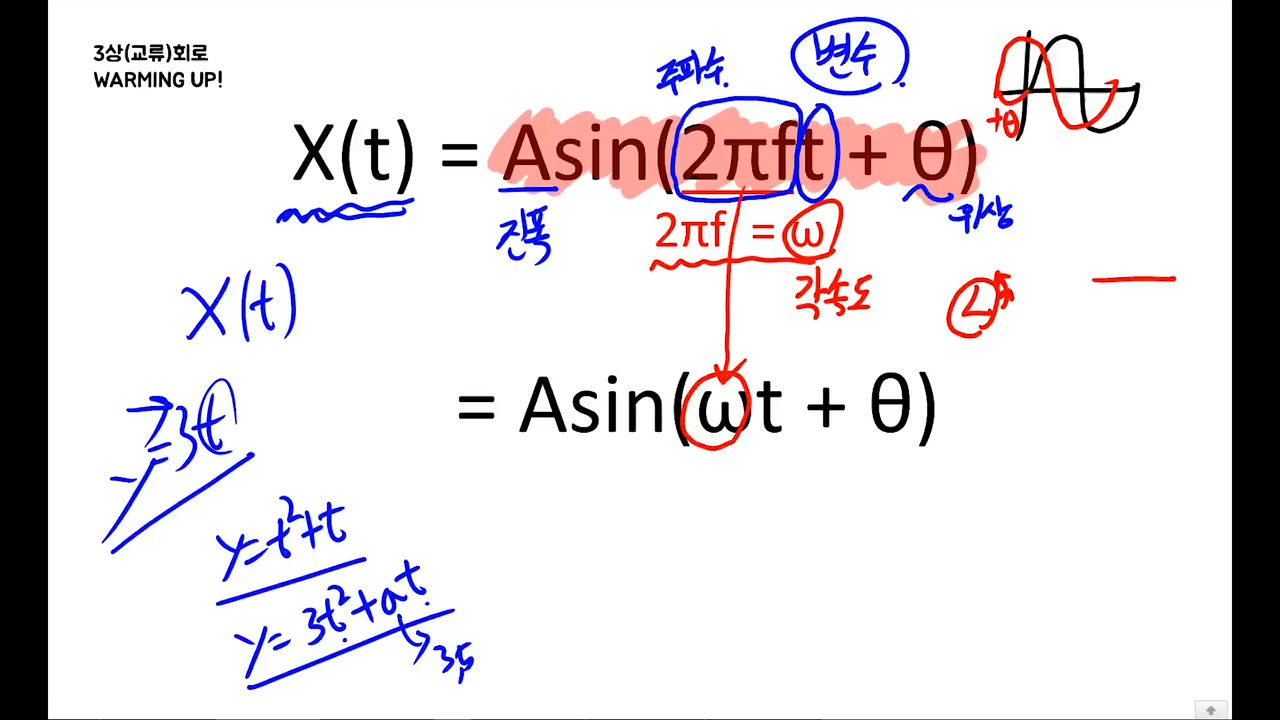 3상(교류)회로
WARMING UP!
주파수
변수
X(t) = Asin(2πft + θ)
+θ
진폭
2πf = ω
위상
각속도
X(t)
= Asin(ωt + θ)
y=3t
y=t²+t
y=3t²+at